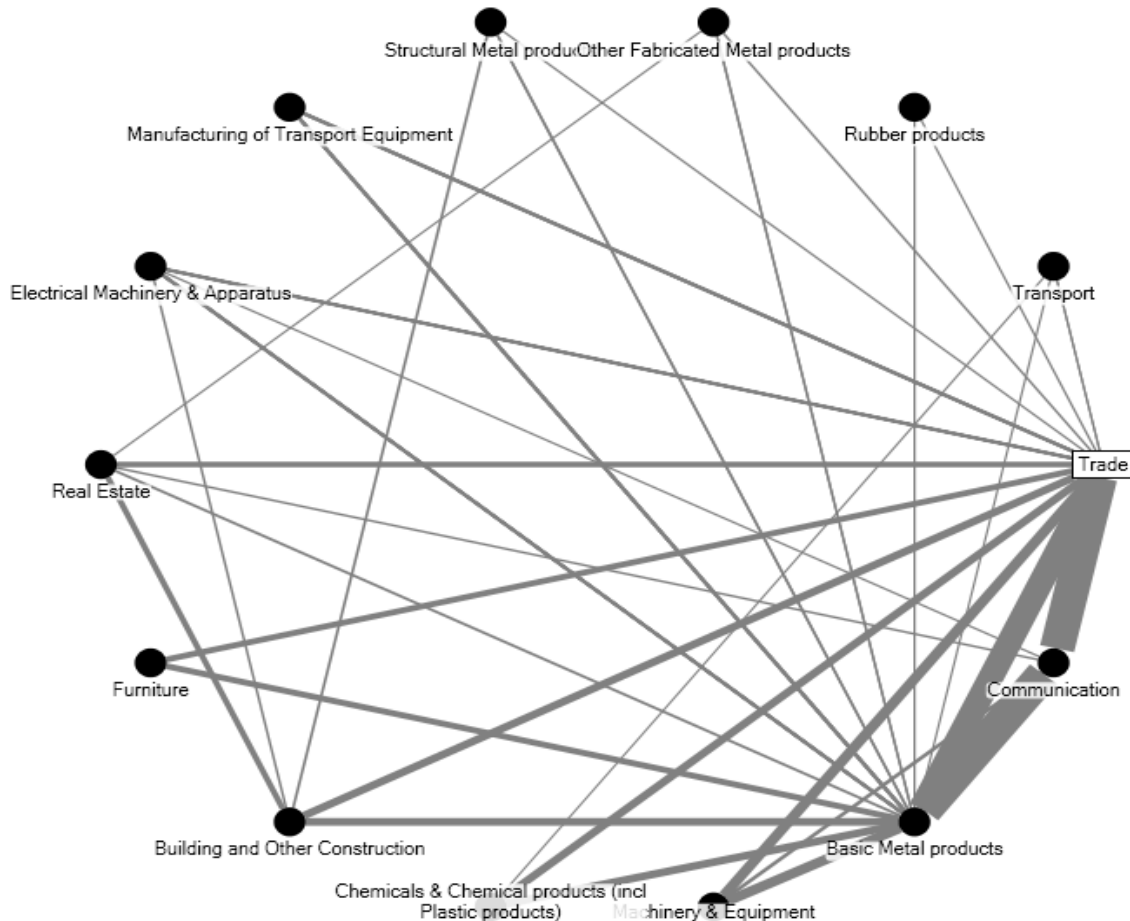 Structural Metal produc
Other Fabricated Metal products
Manufacturing of Transport Equipment
Rubber products
Electrical Machinery & Apparatus
Transport
Trade
Real Estate
Furniture
Communication
Building and Other Construction
Basic Metal products
Chemicals & Chemical products (incl
Plastic products)
Machinery & Equipment